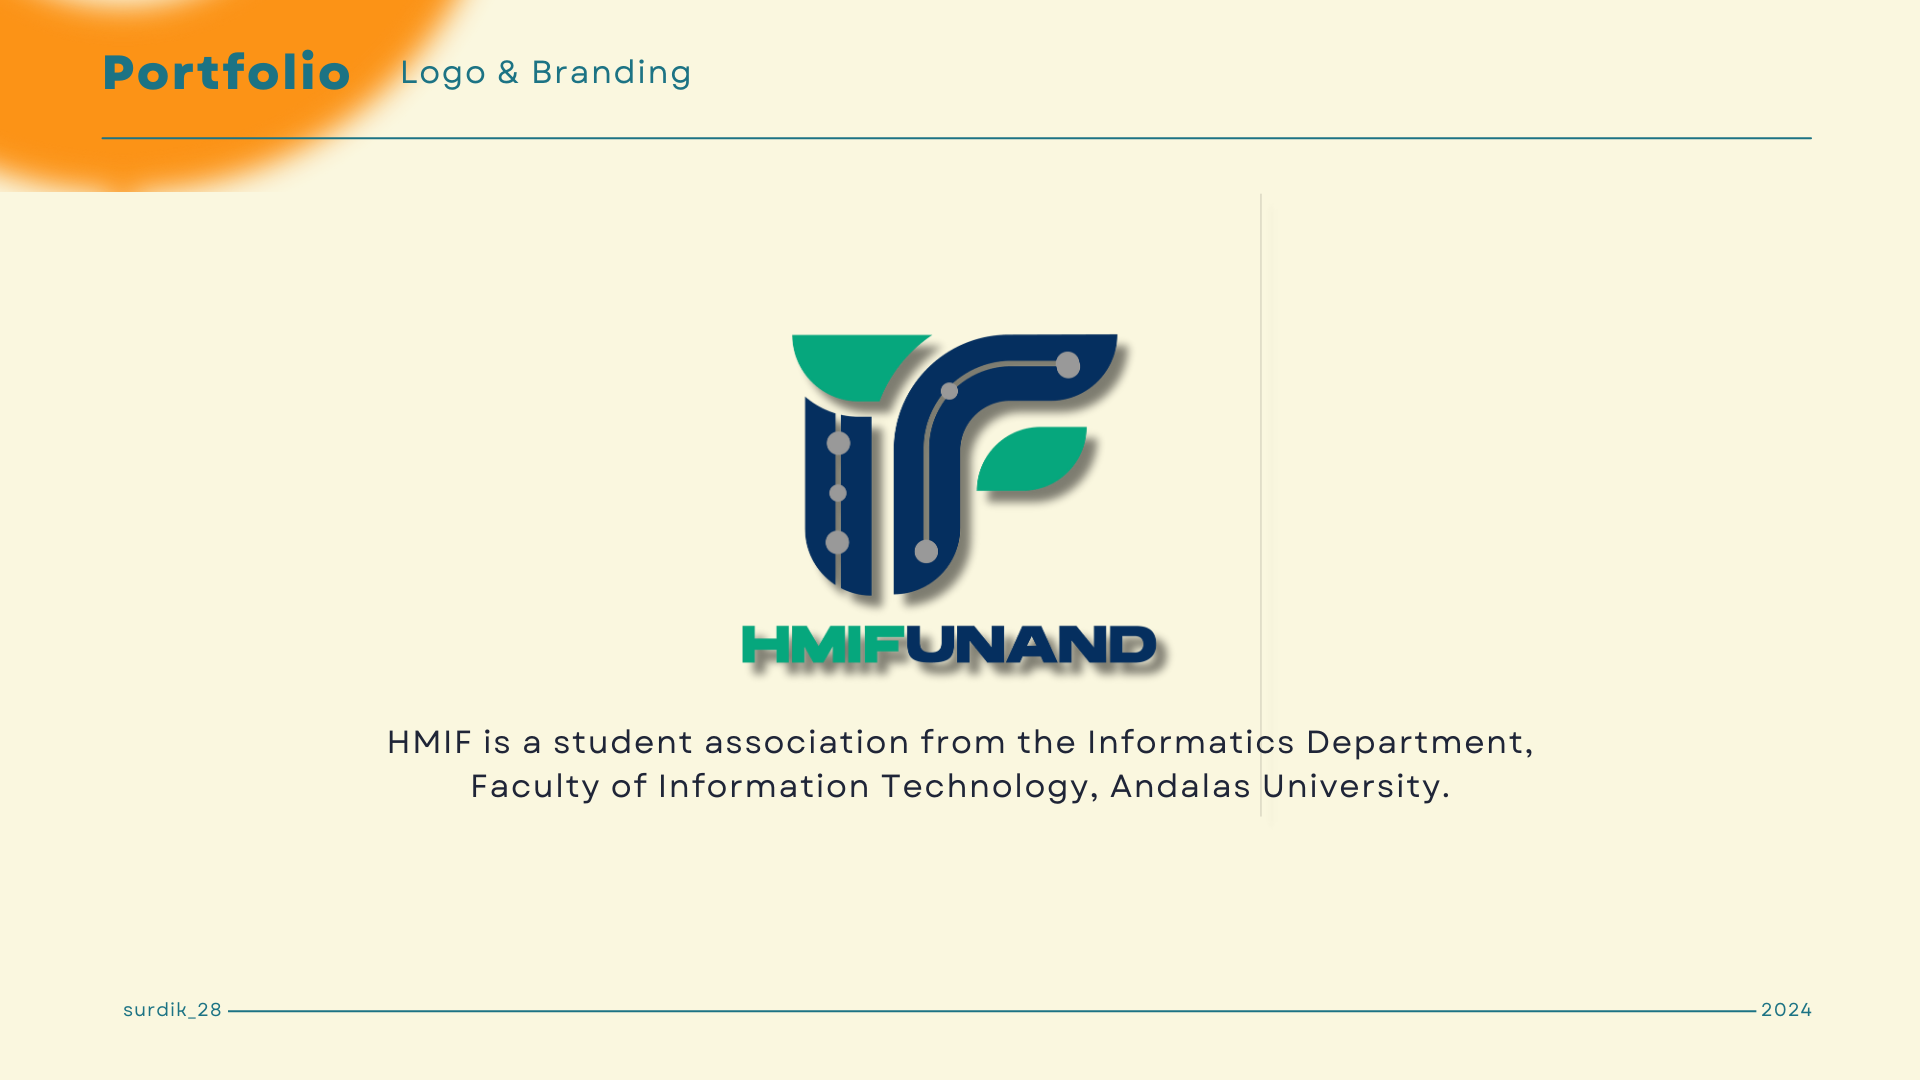 Portfolio
Logo & Branding
HMIFUNAND
HMIF is a student association from the Informatics Department,
Faculty of Information Technology, Andalas University.
surdik_28
2024